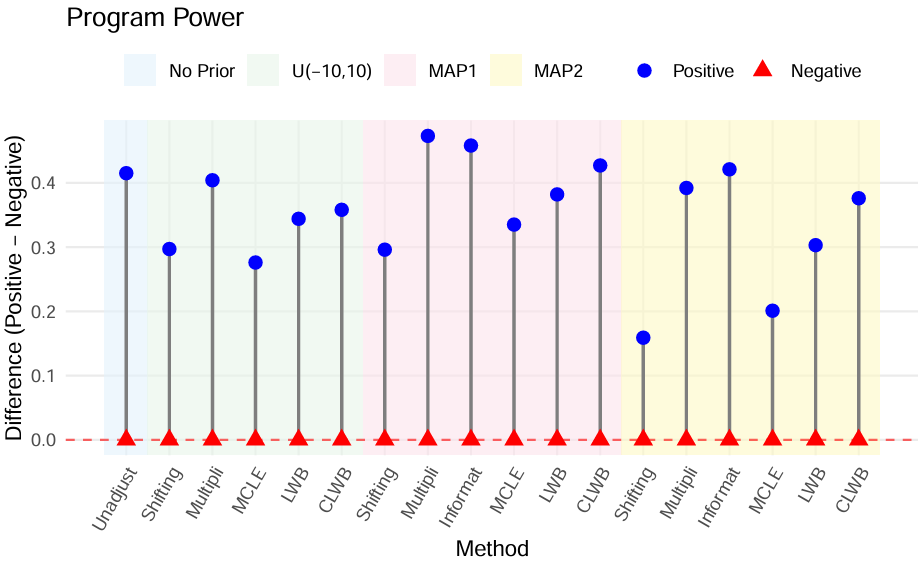 Program Power
No Prior U(−10,10) MAP1 MAP2 Positive Negative
Difference (Positive − Negative)
0.4
0.3
0.2
0.1
0.0
Unadjust Shifting Multipli MCLE LWB CLWB Shifting Multipli Informat MCLE LWB CLWB Shifting Multipli Informat MCLE LWB CLWB
Method